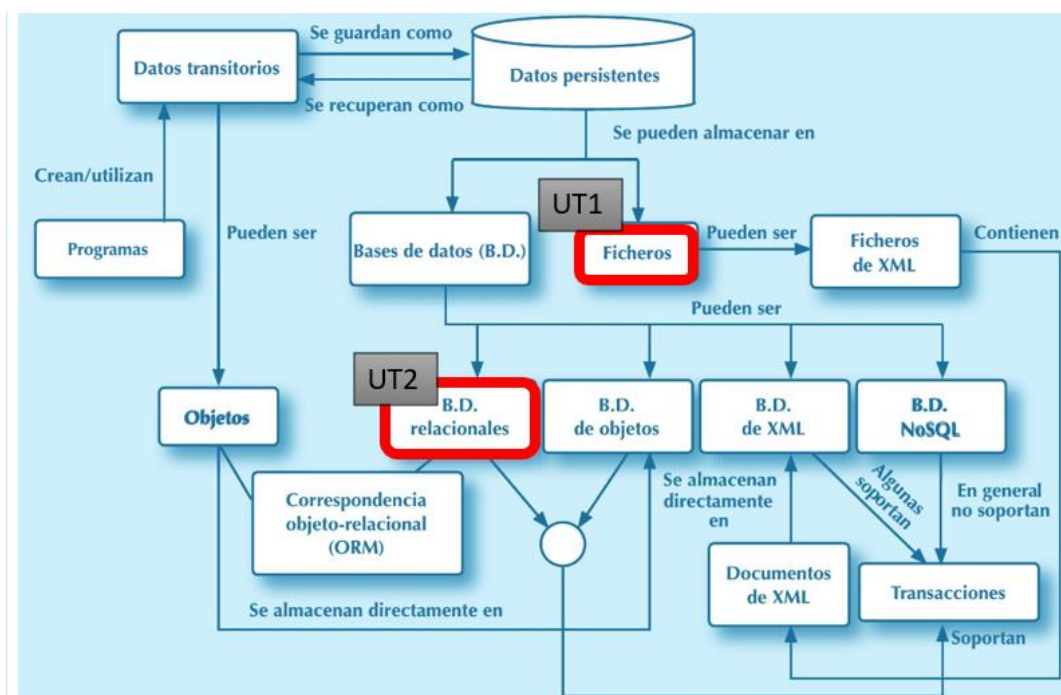 Se guardan como
Datos transitorios
Datos persistentes
Se recuperan como
Se pueden almacenar en
Crean/utilizan
UT1
Programas
Pueden ser
Bases de datos (B.D.)
Ficheros
Pueden ser
Ficheros
de XML
Contienen
Pueden ser
UT2
Objetos
B.D.
relacionales
B.D.
de objetos
B.D.
de XML
B.D.
NoSQL
Se almacenan
directamente
en
Algunas
soportan
En general
no soportan
Correspondencia
objeto-relacional
(ORM)
Documentos
de XML
Transacciones
Se almacenan directamente en
Soportan